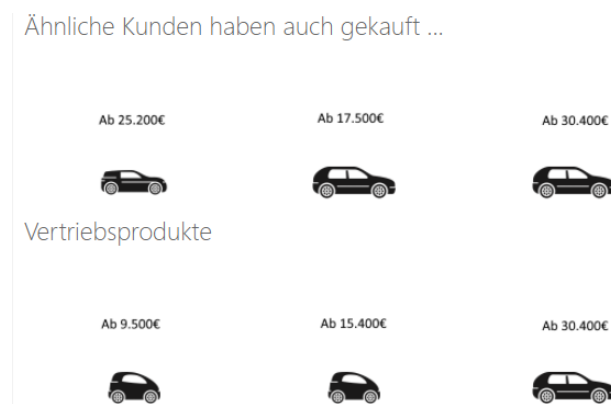 Ähnliche Kunden haben auch gekauft ...
Ab 25.200€ Ab 17.500€ Ab 30.400€
Vertriebsprodukte
Ab 9.500€ Ab 15.400€ Ab 30.400€